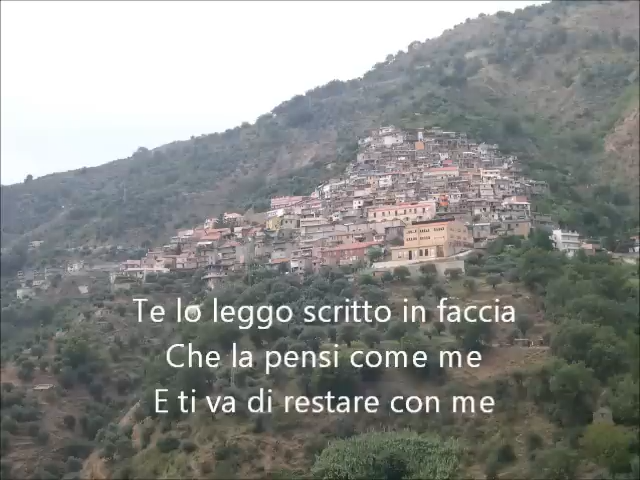 Te lo leggo scritto in faccia
Che la pensi come me
E ti va di restare con me